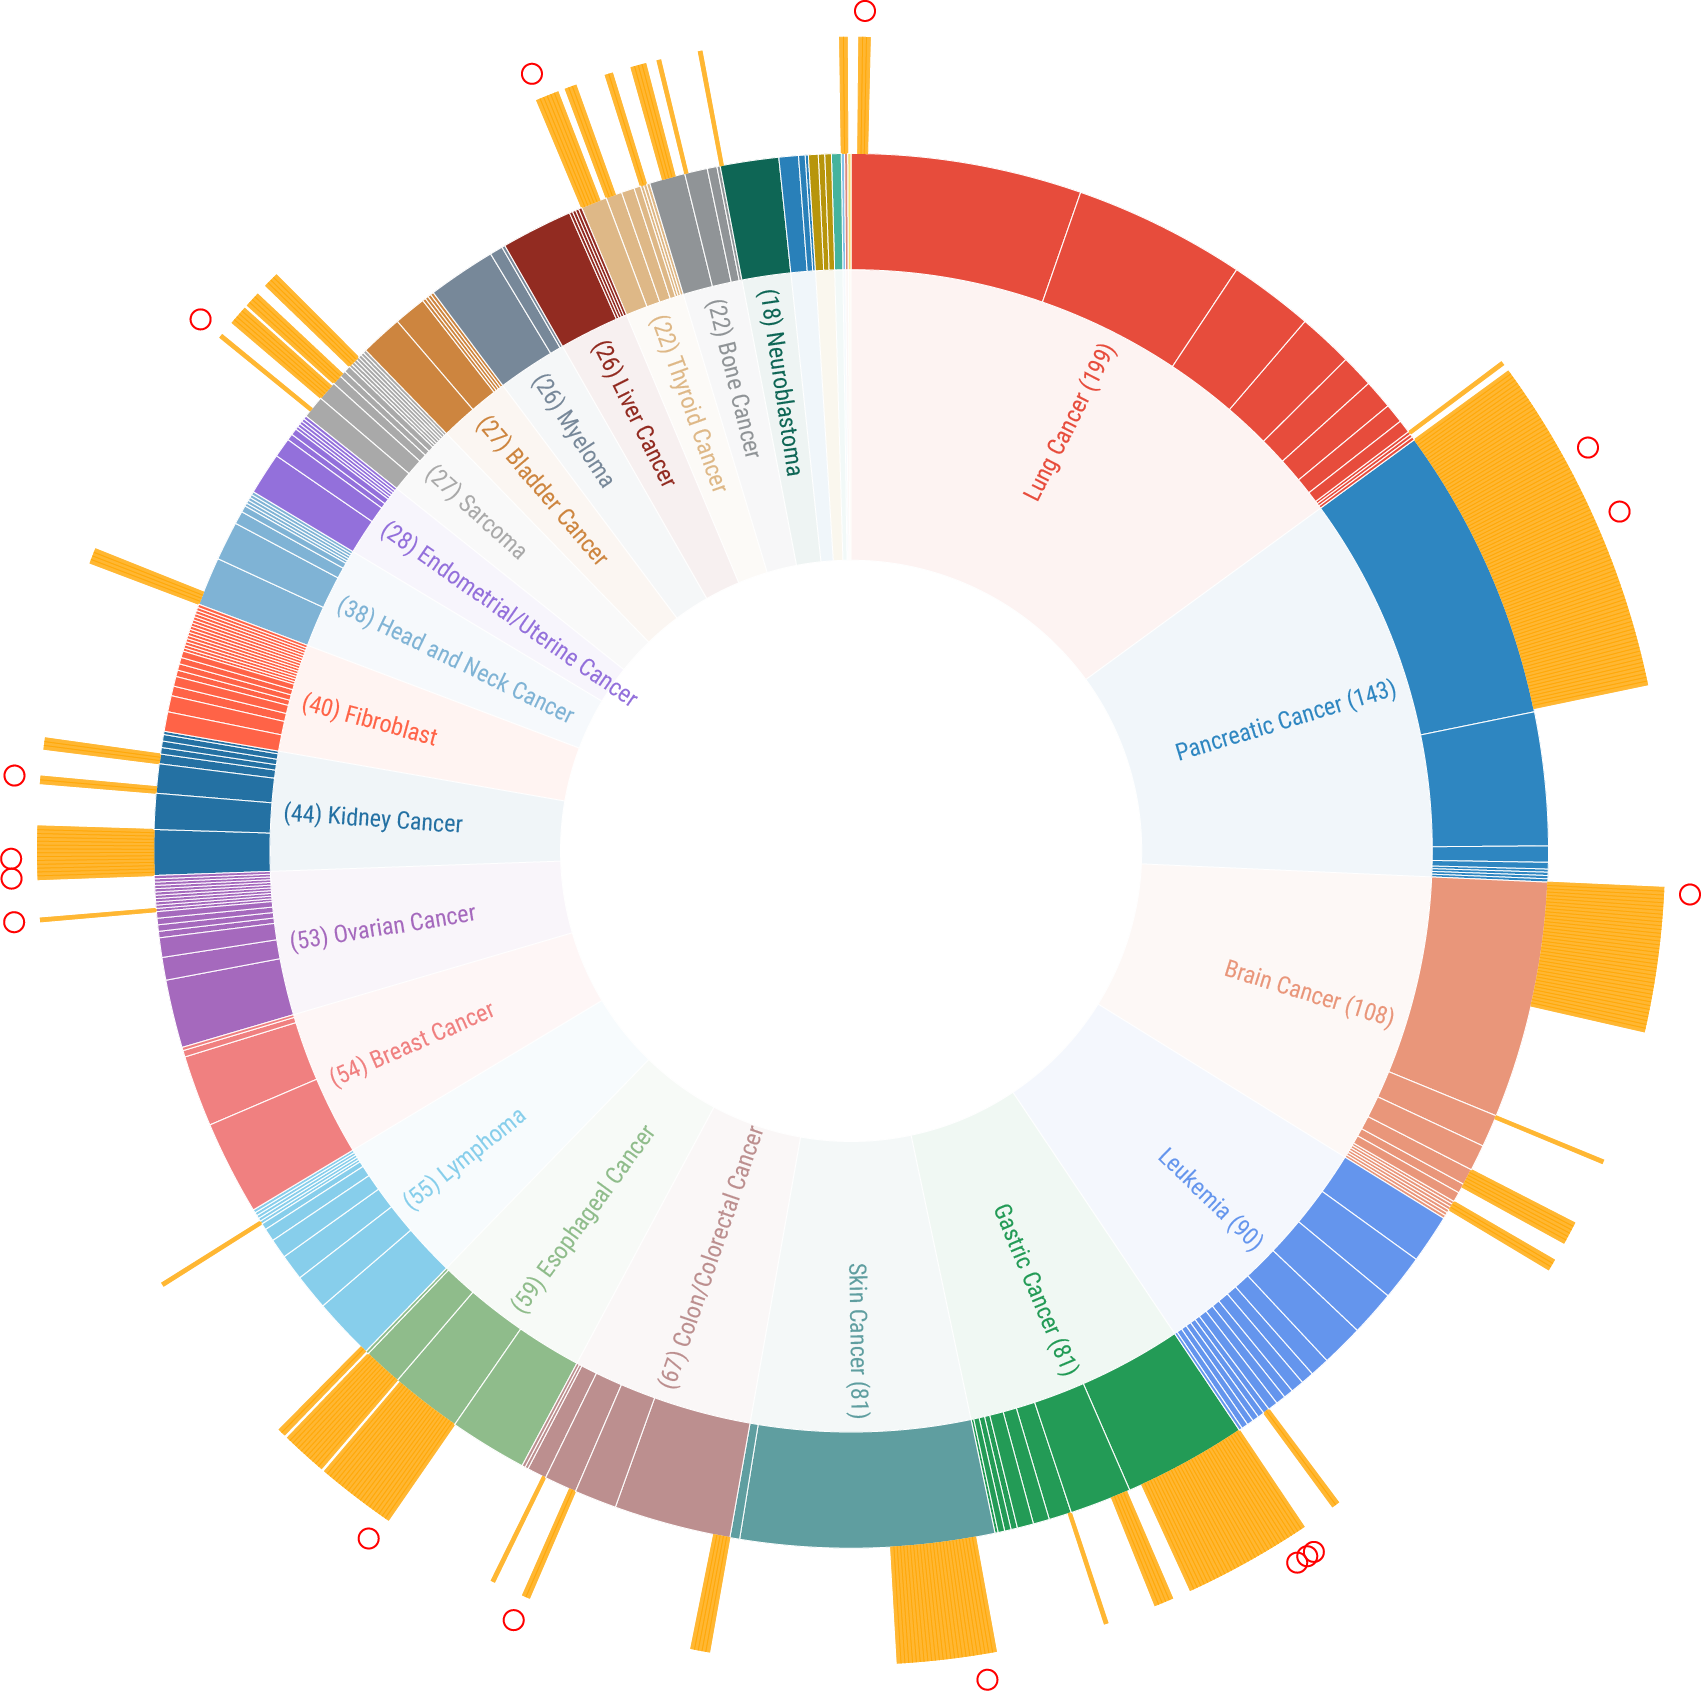 Lung Cancer (199)
Pancreatic Cancer (143)
Brain Cancer (108)
Leukemia (90)
Gastric Cancer (81)
Skin Cancer (81)
(67) Colon/Colorectal Cancer
(59) Esophageal Cancer
(55) Lymphoma
(54) Breast Cancer
(53) Ovarian Cancer
(44) Kidney Cancer
(40) Fibroblast
(38) Head and Neck Cancer
(28) Endometrial/Uterine Cancer
(27) Sarcoma
(27) Bladder Cancer
(26) Myeloma
(26) Liver Cancer
(22) Thyroid Cancer
(22) Bone Cancer
(18) Neuroblastoma